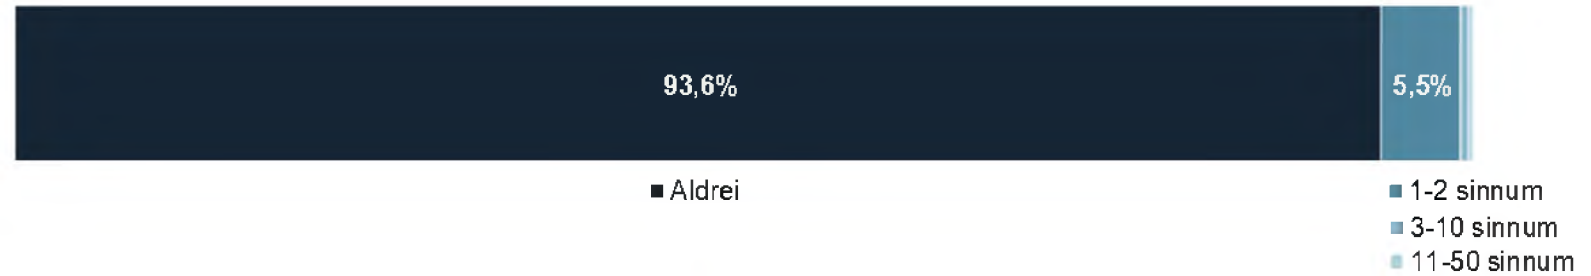 93,6% 5,5%
Aldrei
1-2 sinnum
3-10 sinnum
11-50 sinnum